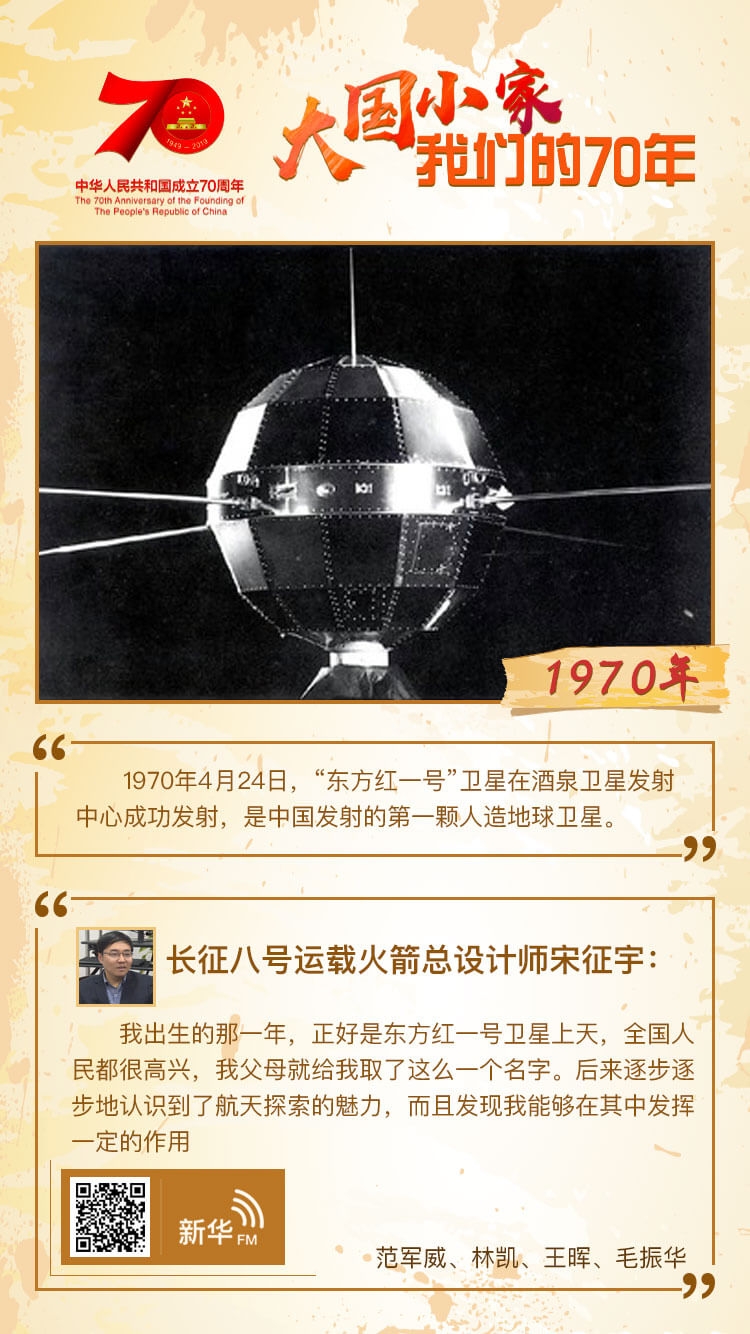 大国小家
我们的70年
1949－2019
中华人民共和国成立70周年
The 70th Anniversary of the Founding of
The People's Republic of China
1970年
1970年4月24日，“东方红一号”卫星在酒泉卫星发射
中心成功发射，是中国发射的第一颗人造地球卫星。
长征八号运载火箭总设计师宋征宇：
我出生的那一年，正好是东方红一号卫星上天，全国人
民都很高兴，我父母就给我取了这么一个名字。后来逐步逐
步地认识到了航天探索的魅力，而且发现我能够在其中发挥
一定的作用
新华FM
范军威、林凯、王晖、毛振华